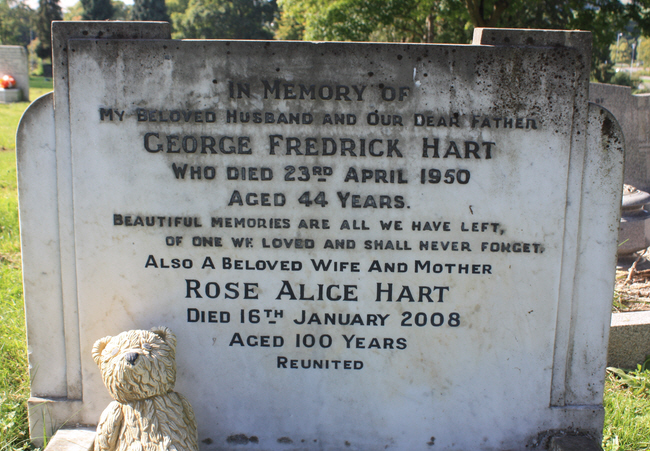 In Memory of
My Beloved Husband and Our Dear Father
George Fredrick Hart
Who died 23rd April 1950
Aged 44 Years.
Beautiful memories are all we have left,
of one we loved and shall never forget.
Also A Beloved Wife And Mother
Rose Alice Hart
Died 16th January 2008
Aged 100 Years
Reunited